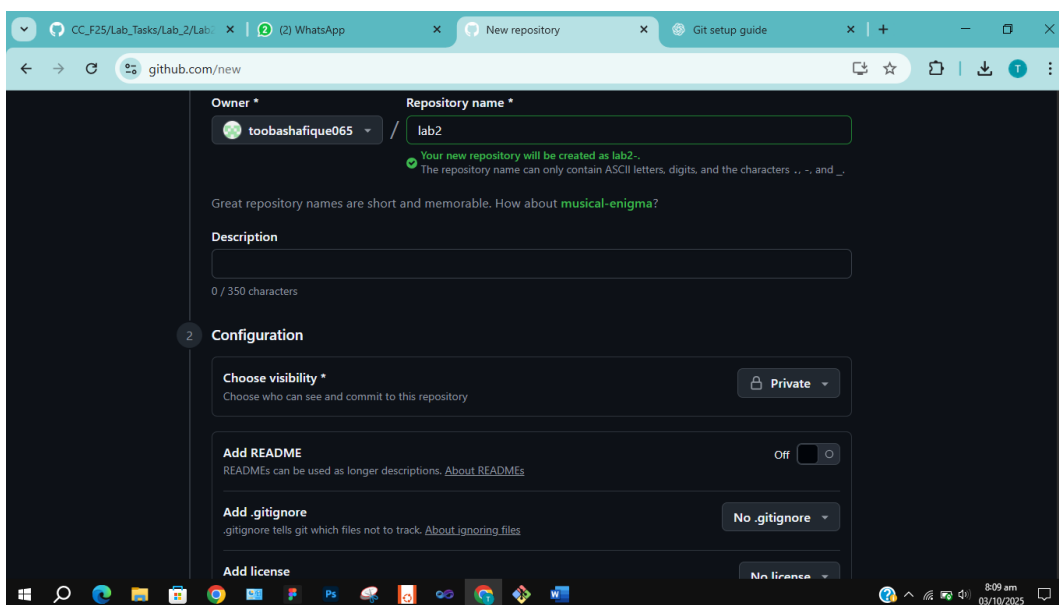 CC_F25/Lab_Tasks/Lab_2/Lab2
(2) WhatsApp
New repository
Git setup guide
github.com/new
T
Owner *
Repository name *
toobashafique065
/
lab2
Your new repository will be created as lab2-.
The repository name can only contain ASCII letters, digits, and the characters ., -, and _.
Great repository names are short and memorable. How about musical-enigma?
Description
0 / 350 characters
2
Configuration
Choose visibility *
Private
Choose who can see and commit to this repository
Add README
Off
READMEs can be used as longer descriptions. About READMEs
Add .gitignore
No .gitignore
.gitignore tells git which files not to track. About ignoring files
Add license
No license
8:09 am
03/10/2025